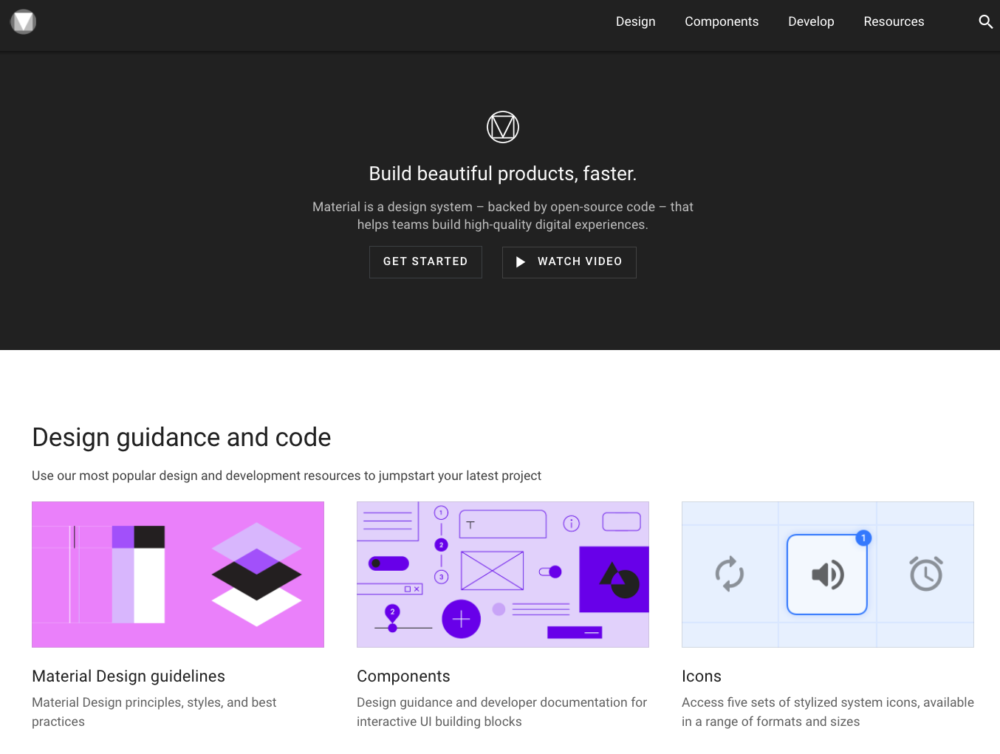 Design Components Develop Resources
Build beautiful products, faster.
Material is a design system – backed by open-source code – that
helps teams build high-quality digital experiences.
GET STARTED WATCH VIDEO
Design guidance and code
Use our most popular design and development resources to jumpstart your latest project
1
T
i
2
3
2
1
Material Design guidelines
Material Design principles, styles, and best
practices
Components
Design guidance and developer documentation for
interactive UI building blocks
Icons
Access five sets of stylized system icons, available
in a range of formats and sizes